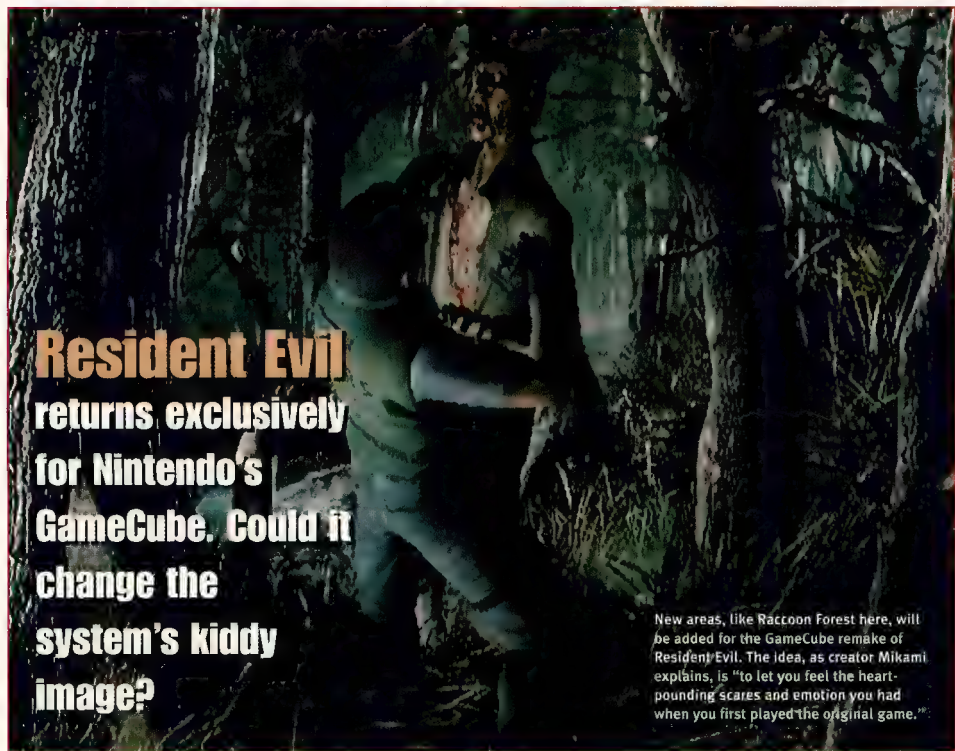 Resident Evil
returns exclusively
for Nintendo's
GameCube. Could it
change the
system's kiddy
image?
New areas, like Raccoon Forest here, will
be added for the GameCube remake of
Resident Evil. The idea, as creator Mikami
explains, is "to let you feel the heart-
pounding scares and emotion you had
when you first played the original game."